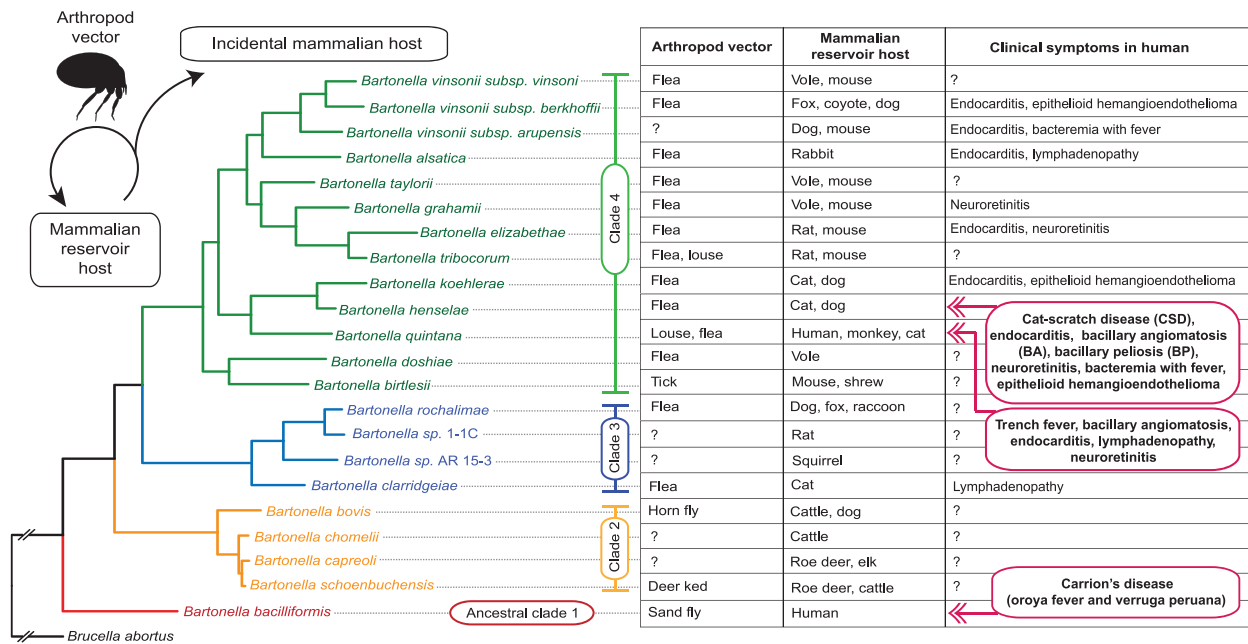 Arthropod
vector
Incidental mammalian host
Mammalian
reservoir
host
Arthropod vector
Mammalian
reservoir host
Clinical symptoms in human
Bartonella vinsonii subsp. vinsoni
Flea
Vole, mouse
?
Bartonella vinsonii subsp. berkhoffii
Flea
Fox, coyote, dog
Endocarditis, epithelioid hemangioendothelioma
Bartonella vinsonii subsp. arupensis
?
Dog, mouse
Endocarditis, bacteremia with fever
Bartonella alsatica
Flea
Rabbit
Endocarditis, lymphadenopathy
Bartonella taylorii
Flea
Vole, mouse
?
Bartonella grahamii
Flea
Vole, mouse
Neuroretinitis
Bartonella elizabethae
Flea
Rat, mouse
Endocarditis, neuroretinitis
Bartonella tribocorum
Flea, louse
Rat, mouse
?
Bartonella koehlerae
Flea
Cat, dog
Endocarditis, epithelioid hemangioendothelioma
Bartonella henselae
Flea
Cat, dog
Bartonella quintana
Louse, flea
Human, monkey, cat
Bartonella doshiae
Flea
Vole
?
Bartonella birtlesii
Tick
Mouse, shrew
?
Clade 4
Cat-scratch disease (CSD),
endocarditis, bacillary angiomatosis
(BA), bacillary peliosis (BP),
neuroretinitis, bacteremia with fever,
epithelioid hemangioendothelioma
Bartonella rochalimae
Flea
Dog, fox, raccoon
?
Bartonella sp. 1-1C
?
Rat
?
Bartonella sp. AR 15-3
?
Squirrel
?
Bartonella clarridgeiae
Flea
Cat
Lymphadenopathy
Clade 3
Trench fever, bacillary angiomatosis,
endocarditis, lymphadenopathy,
neuroretinitis
Bartonella bovis
Horn fly
Cattle, dog
?
Bartonella chomelii
?
Cattle
?
Bartonella capreoli
?
Roe deer, elk
?
Bartonella schoenbuchensis
Deer ked
Roe deer, cattle
?
Clade 2
Bartonella bacilliformis
Ancestral clade 1
Sand fly
Human
Carrion's disease
(oroya fever and verruga peruana)
Brucella abortus